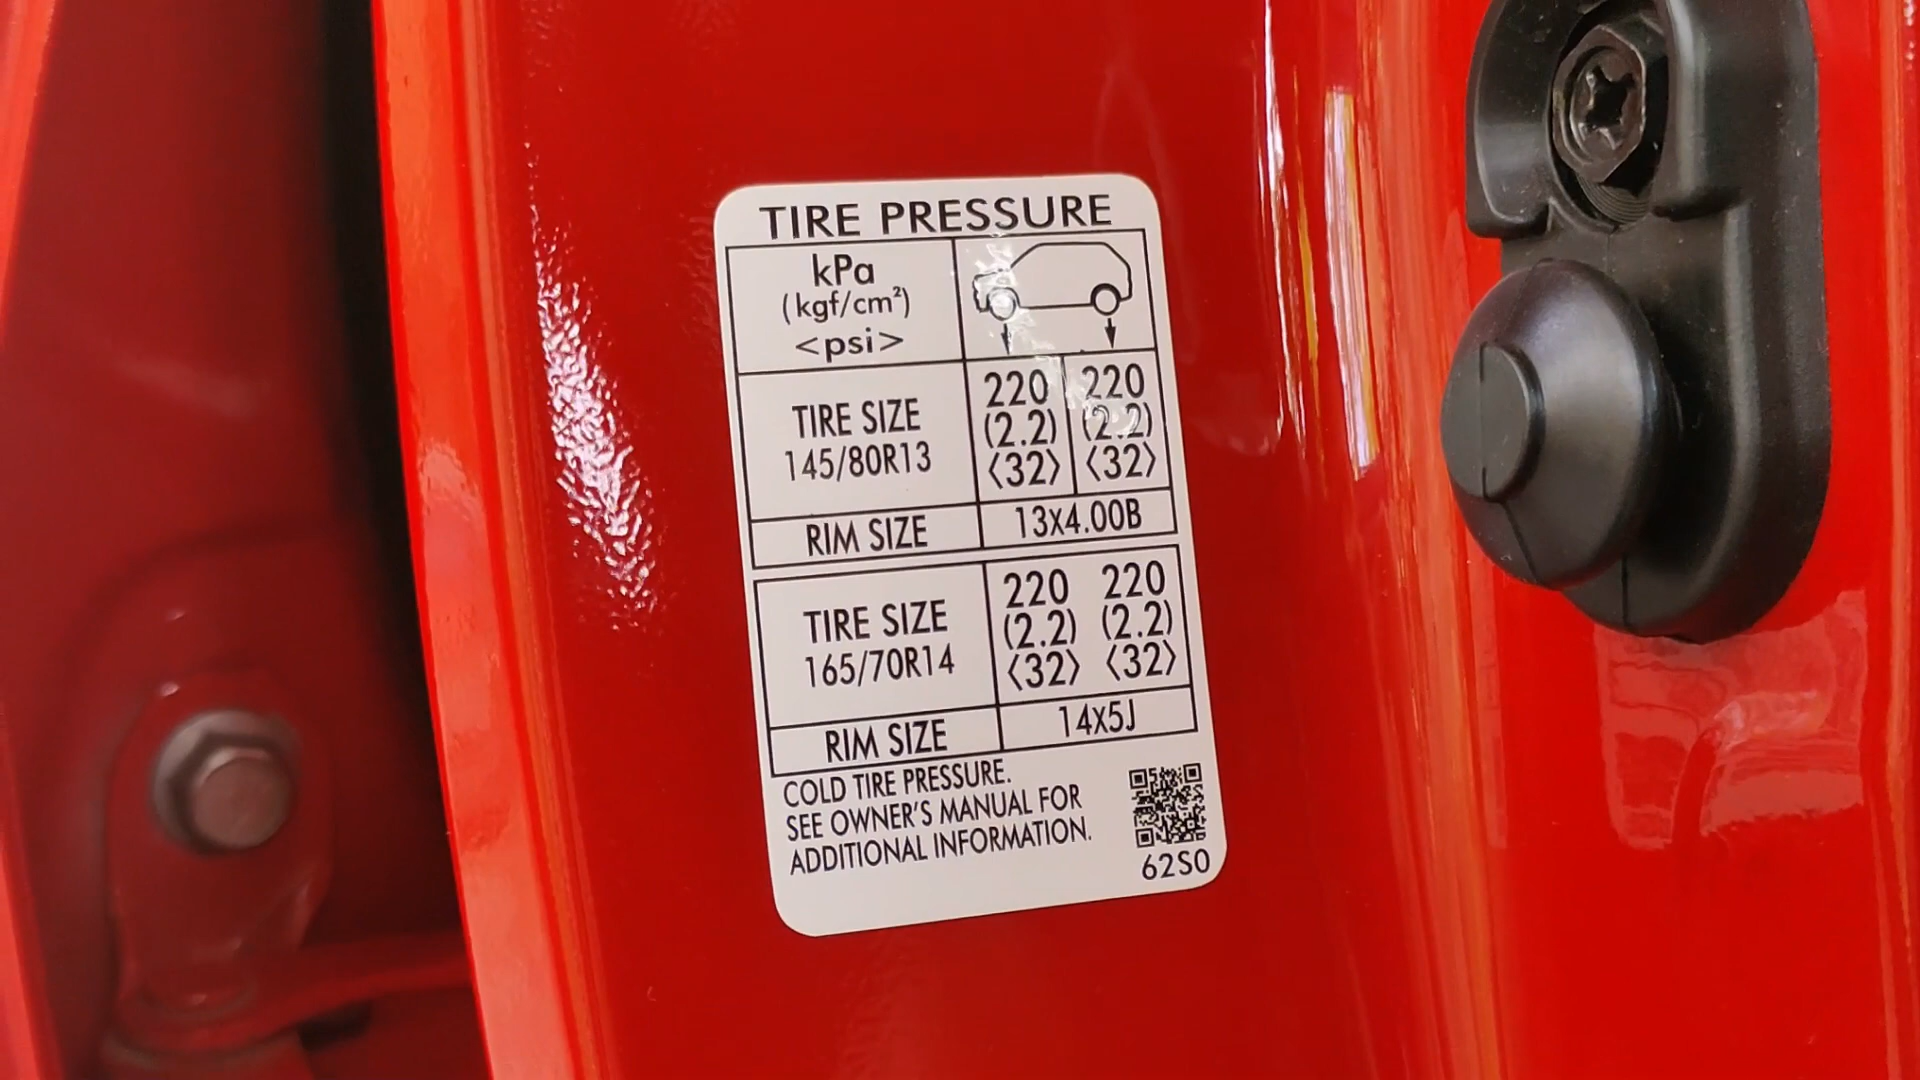 TIRE PRESSURE
kPa
(kgf/cm²)
<psi>
TIRE SIZE
145/80R13
220 220
(2.2) (2.2)
〈32〉 〈32〉
RIM SIZE 13X4.00B
TIRE SIZE
165/70R14
220 220
(2.2) (2.2)
〈32〉 〈32〉
RIM SIZE 14X5J
COLD TIRE PRESSURE.
SEE OWNER'S MANUAL FOR
ADDITIONAL INFORMATION.
62S0